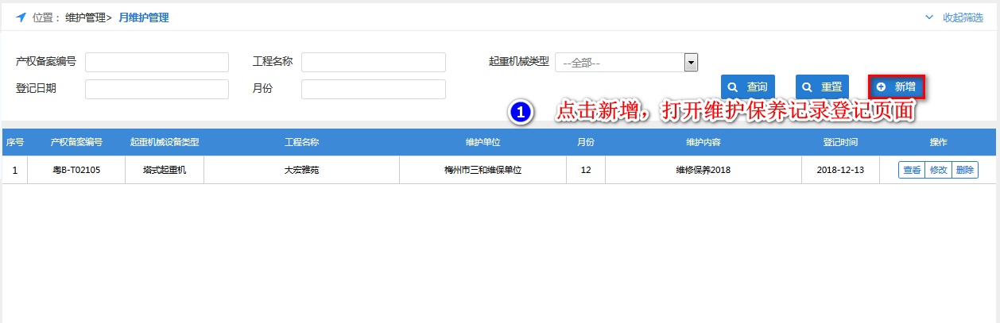 位置： 维护管理> 月维护管理 收起筛选
产权备案编号 工程名称 起重机械类型 --全部--
登记日期 月份 查询 重置 新增
1 点击新增，打开维护保养记录登记页面
序号 产权备案编号 起重机械设备类型 工程名称 维护单位 月份 维护内容 登记时间 操作
1 粤B-T02105 塔式起重机 大宏雅苑 梅州市三和维保单位 12 维修保养2018 2018-12-13 查看 修改 删除